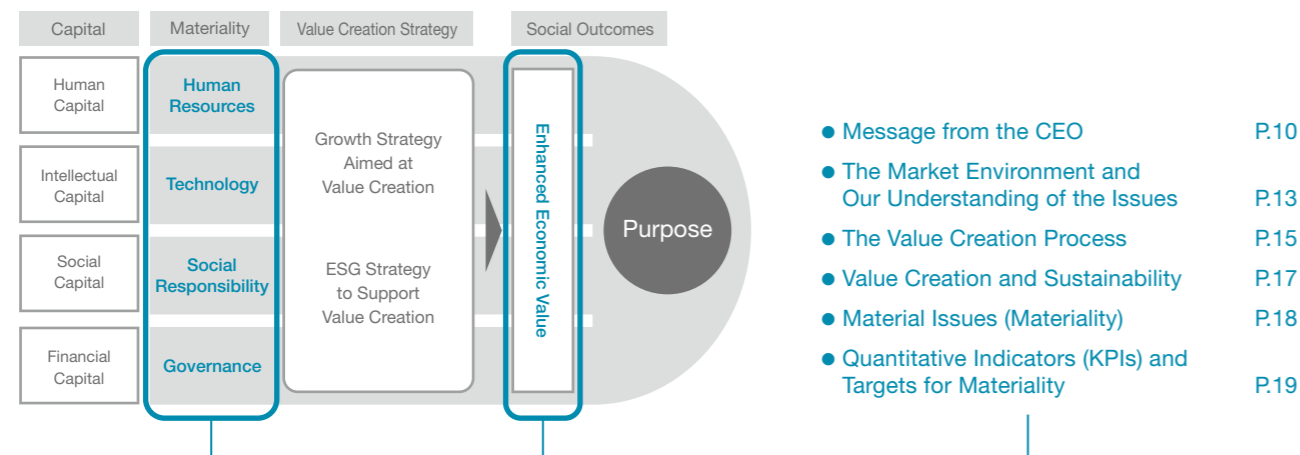 Capital
Materiality
Value Creation Strategy
Social Outcomes
Human
Capital
Intellectual
Capital
Social
Capital
Financial
Capital
Human
Resources
Technology
Social
Responsibility
Governance
Growth Strategy
Aimed at
Value Creation
ESG Strategy
to Support
Value Creation
Enhanced Economic Value
Purpose
● Message from the CEO P.10
● The Market Environment and
Our Understanding of the Issues P.13
● The Value Creation Process P.15
● Value Creation and Sustainability P.17
● Material Issues (Materiality) P.18
● Quantitative Indicators (KPIs) and
Targets for Materiality P.19